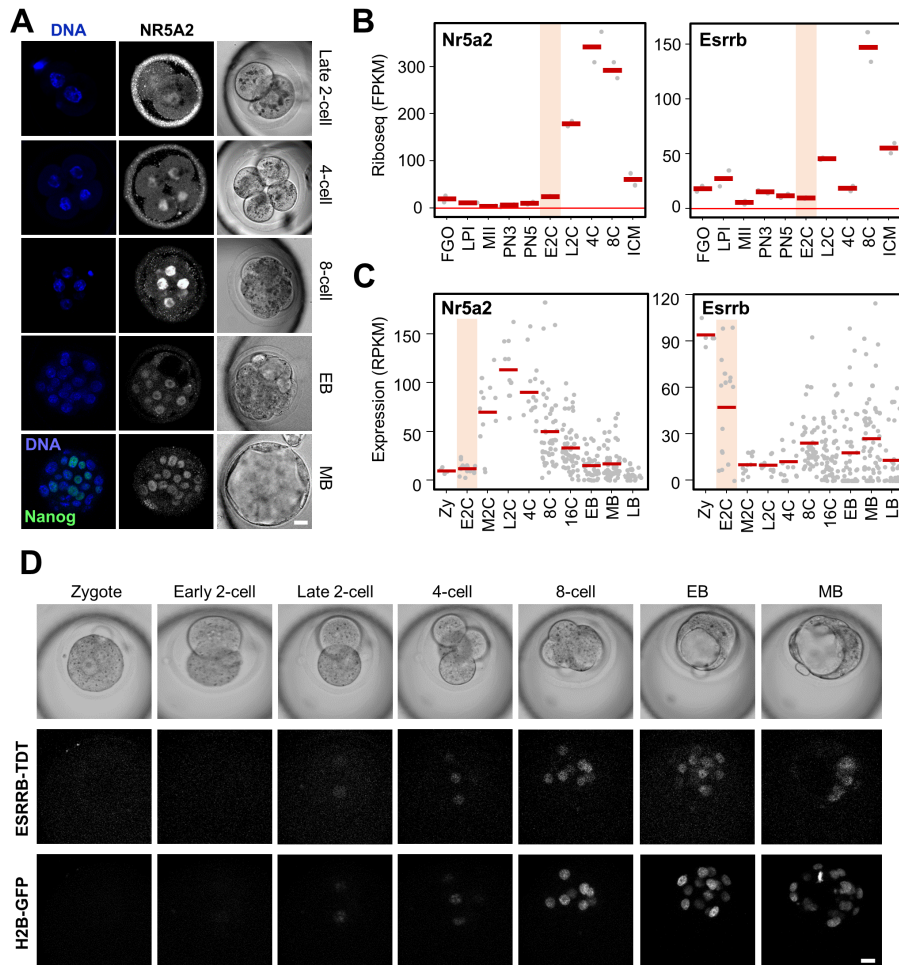 A
DNA
NR5A2
Late 2-cell
4-cell
8-cell
EB
MB
DNA
Nanog
B
Nr5a2
Riboseq (FPKM)
300
200
100
0
FGO
LPI
MII
PN3
PN5
E2C
L2C
4C
8C
ICM
Esrrb
150
100
50
0
FGO
LPI
MII
PN3
PN5
E2C
L2C
4C
8C
ICM
C
Nr5a2
Expression (RPKM)
150
100
50
0
Zy
E2C
M2C
L2C
4C
8C
16C
EB
MB
LB
Esrrb
120
90
60
30
0
Zy
E2C
M2C
L2C
4C
8C
16C
EB
MB
LB
D
Zygote
Early 2-cell
Late 2-cell
4-cell
8-cell
EB
MB
ESRRB-TDT
H2B-GFP